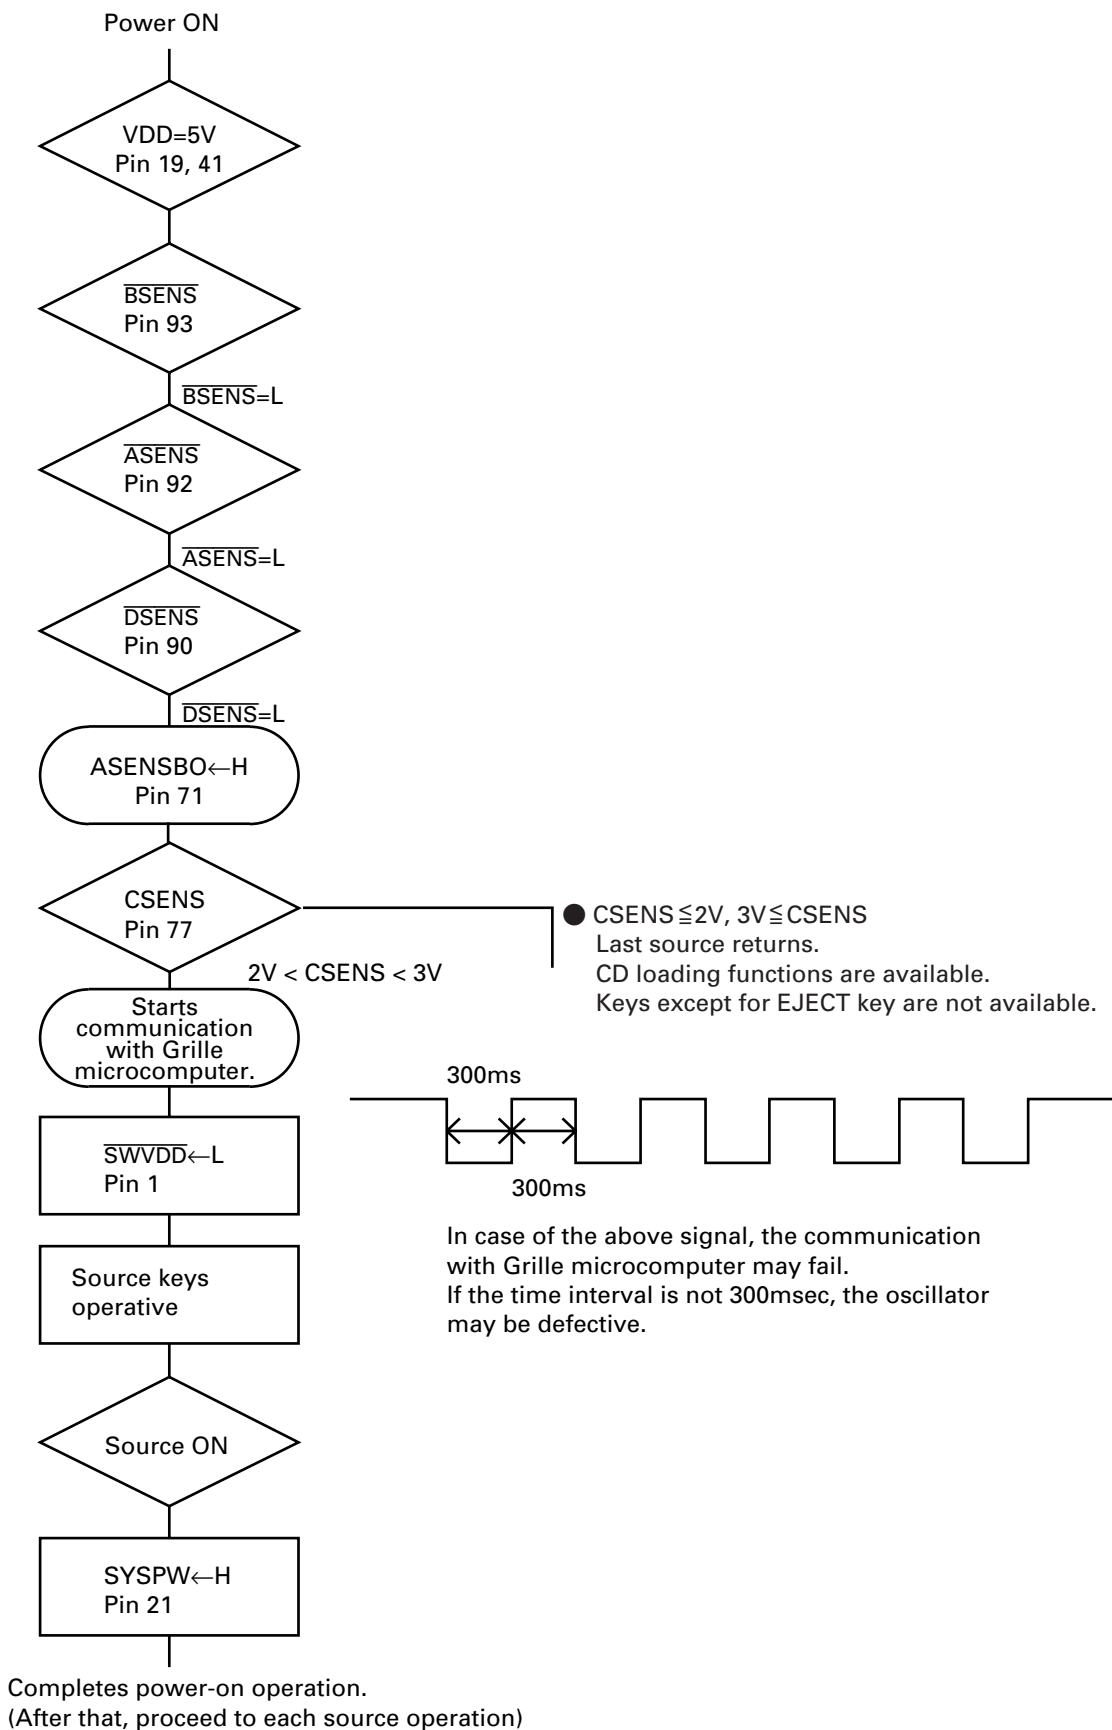 Power ON
VDD=5V
Pin 19, 41
BSENS
Pin 93
BSENS=L
ASENS
Pin 92
ASENS=L
DSENS
Pin 90
DSENS=L
ASENSBO←H
Pin 71
CSENS
Pin 77
● CSENS≦2V, 3V≦CSENS
Last source returns.
CD loading functions are available.
Keys except for EJECT key are not available.
2V < CSENS < 3V
Starts
communication
with Grille
microcomputer.
300ms
300ms
SWVDD←L
Pin 1
In case of the above signal, the communication
with Grille microcomputer may fail.
If the time interval is not 300msec, the oscillator
may be defective.
Source keys
operative
Source ON
SYSPW←H
Pin 21
Completes power-on operation.
(After that, proceed to each source operation)